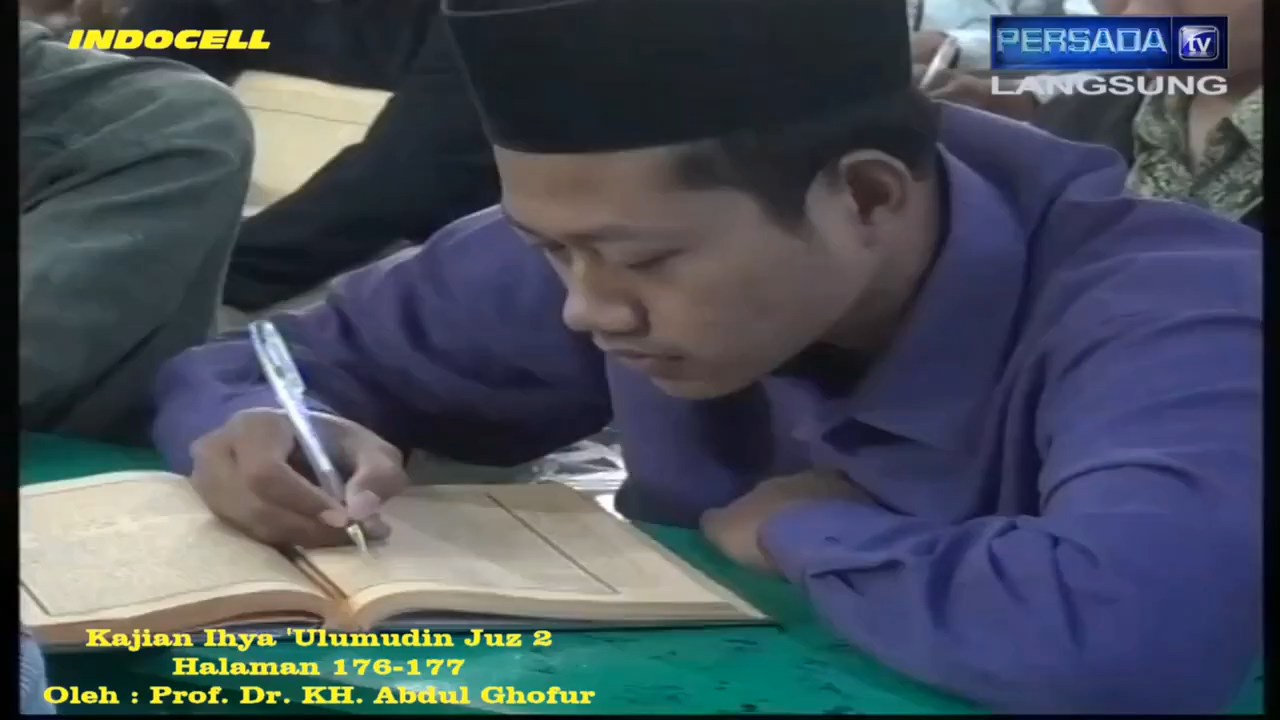 INDOCELL
PERSADA tv
LANGSUNG
Kajian Ihya 'Ulumudin Juz 2
Halaman 176-177
Oleh : Prof. Dr. KH. Abdul Ghofur